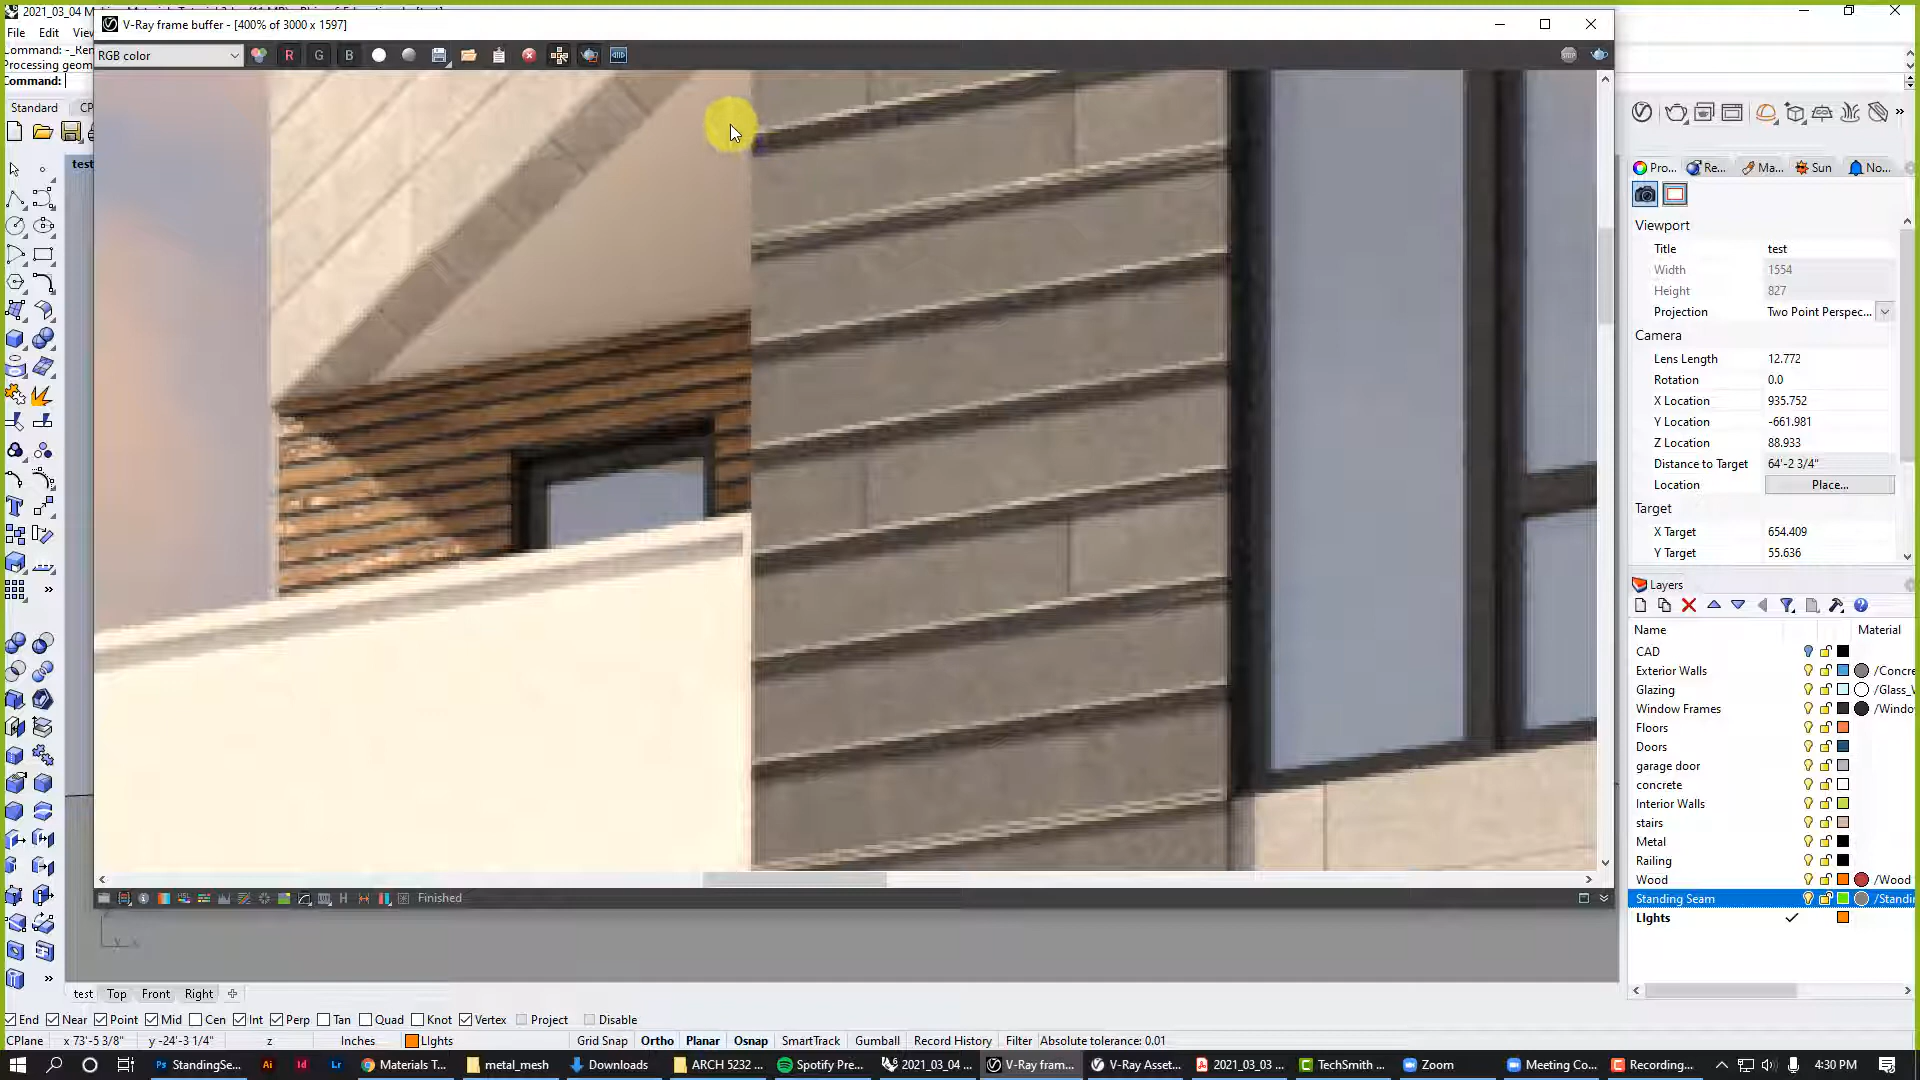 V-Ray frame buffer - [400% of 3000 x 1597]
File Edit
Command:
Processing geom
Command:
Standard
RGB color
R G B
test
Sun
Viewport
Title test
Width 1554
Height 827
Projection Two Point Perspec...
Camera
Lens Length 12.772
Rotation 0.0
X Location 935.752
Y Location -661.981
Z Location 88.933
Distance to Target 64'-2 3/4"
Location Place...
Target
X Target 654.409
Y Target 55.636
Layers
Name Material
CAD
Exterior Walls /Concre
Glazing /Glass_
Window Frames /Windo
Floors
Doors
garage door
concrete
Interior Walls
stairs
Metal
Railing
Wood /Wood
Standing Seam /Standin
LIghts
Finished
test Top Front Right
End Near Point Mid Cen Int Perp Tan Quad Knot Vertex Project Disable
CPlane x 73'-5 3/8" y -24'-3 1/4" z Inches LIghts Grid Snap Ortho Planar Osnap SmartTrack Gumball Record History Filter Absolute tolerance: 0.01
StandingSe... Materials T... metal_mesh Downloads ARCH 5232 ... Spotify Pre... 2021_03_04 ... V-Ray fram... V-Ray Asset... 2021_03_03 ... TechSmith ... Zoom Meeting Co... Recording... 4:30 PM